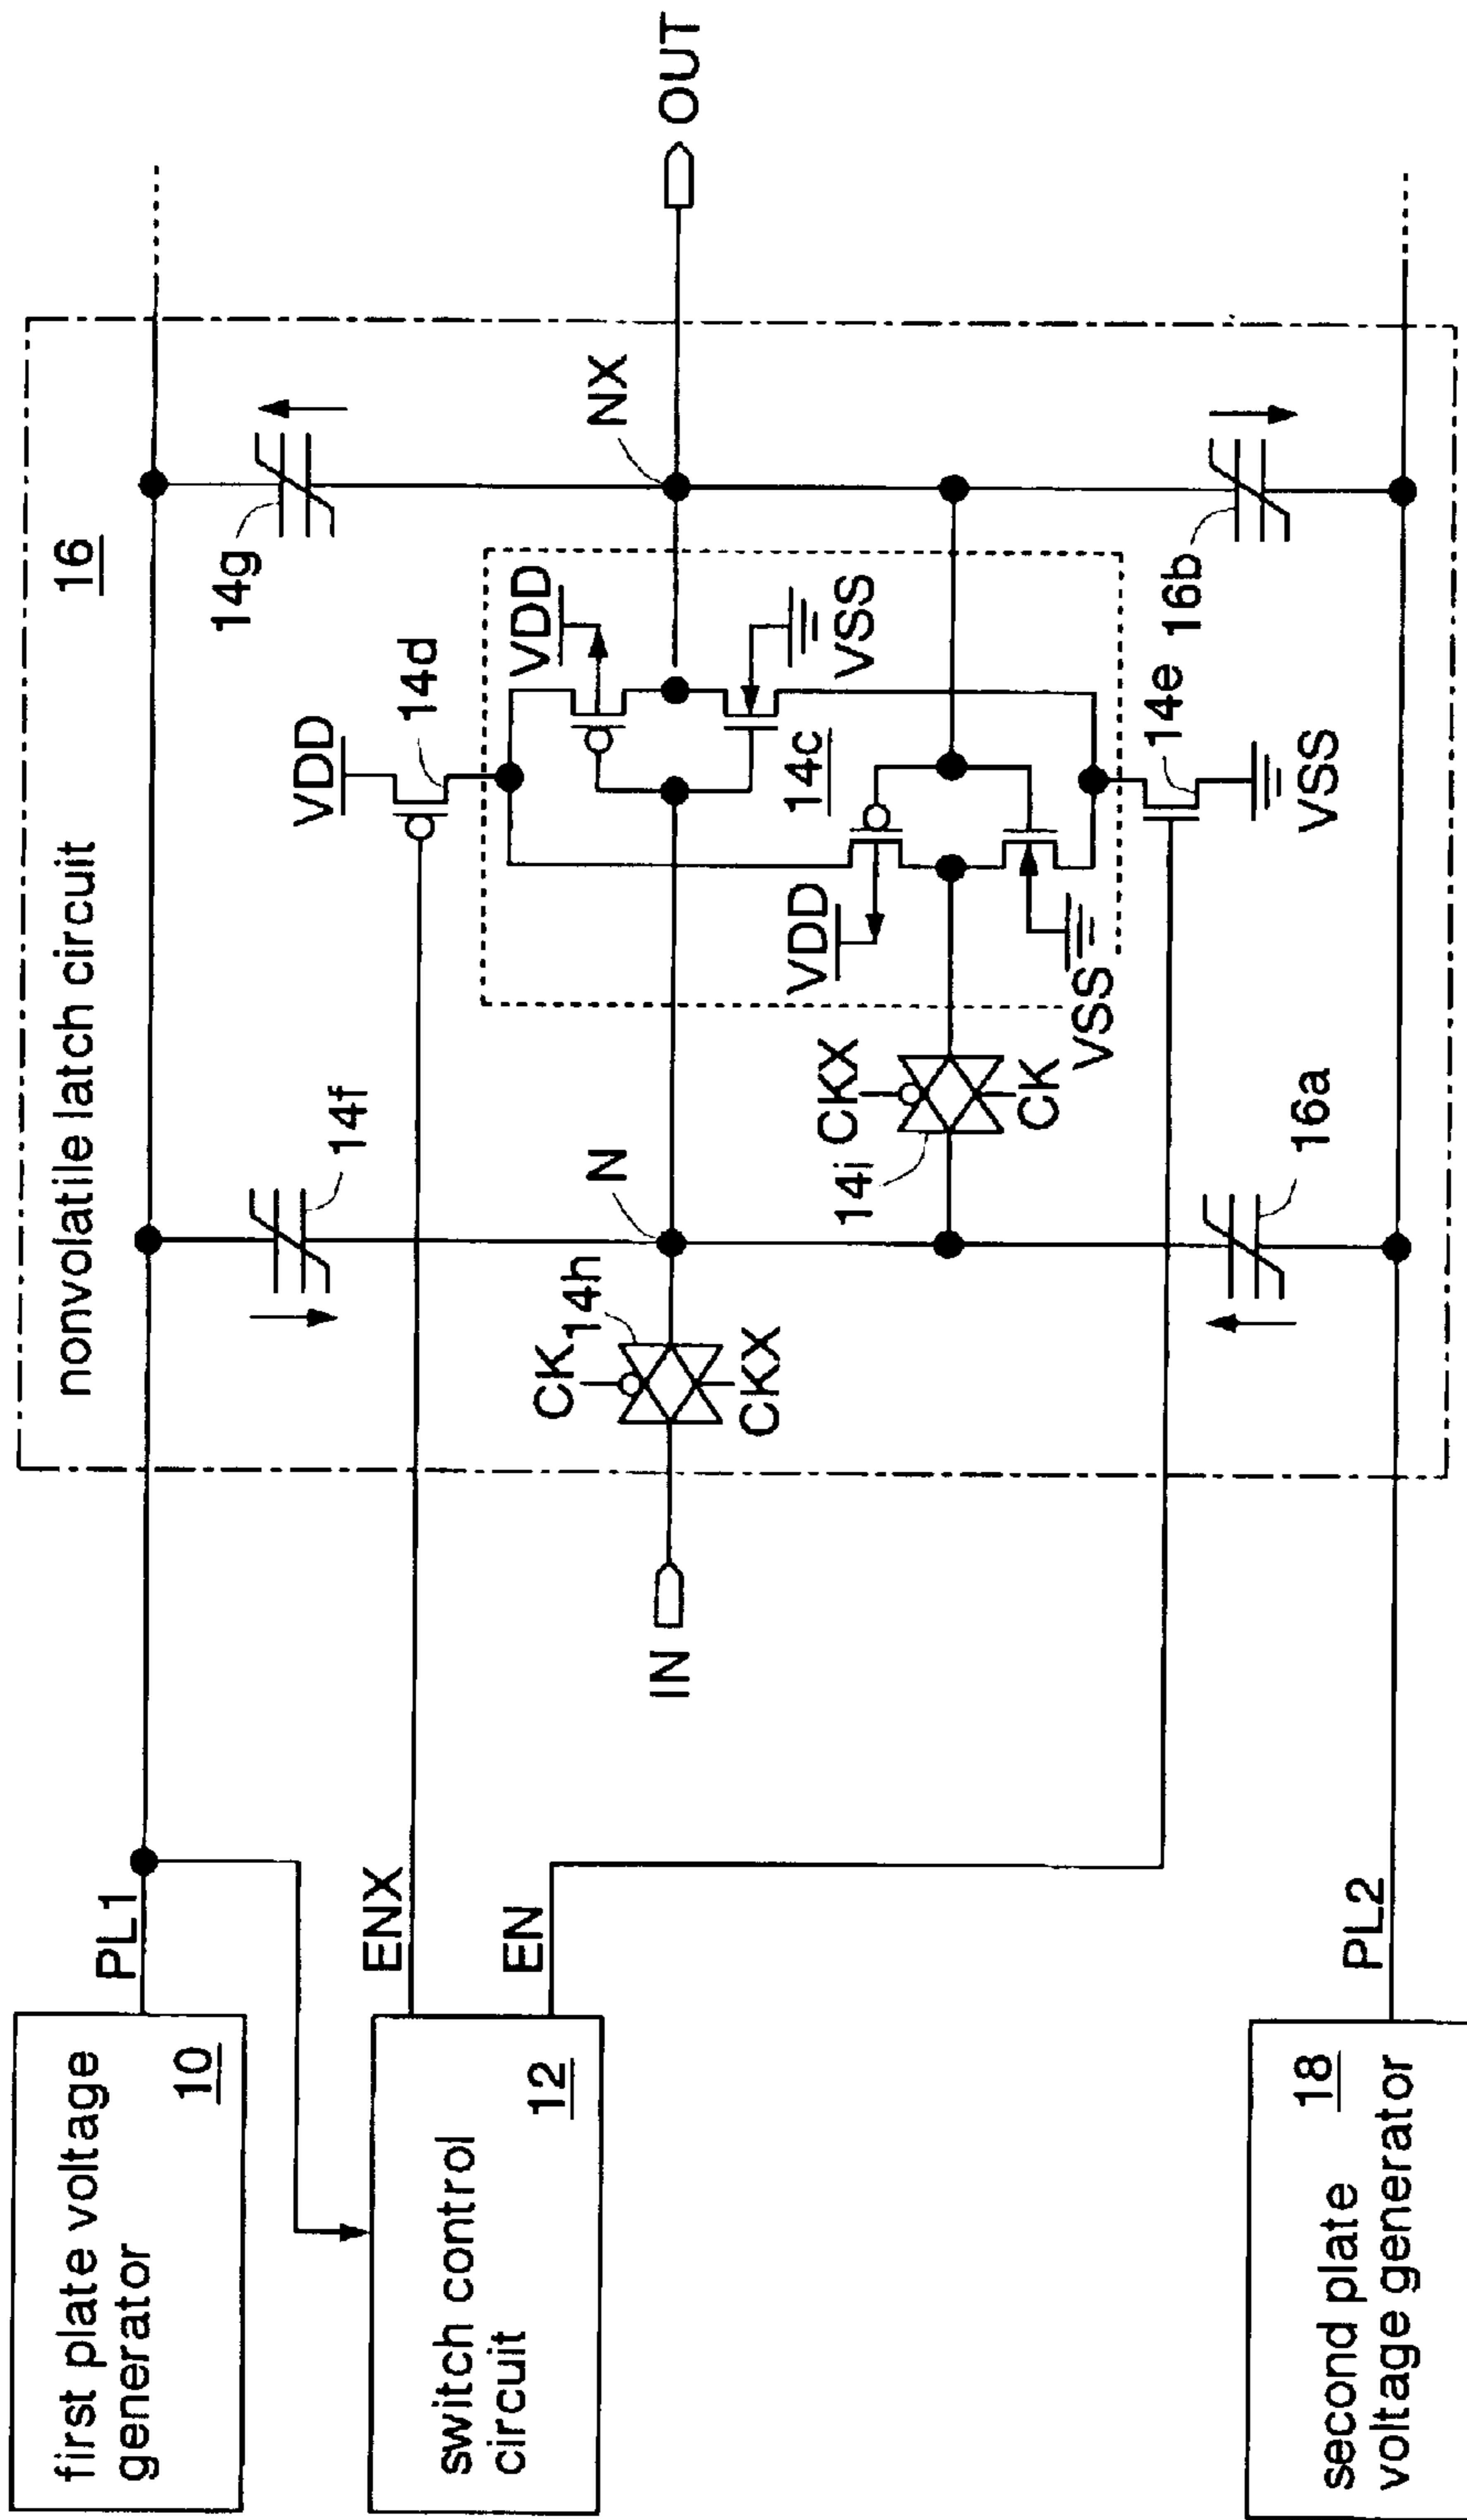 first plate voltage
generator
10
PL1
switch control
circuit
12
ENX
EN
second plate
voltage generator
18
PL2
nonvolatile latch circuit
16
14f
14g
VDD
14d
IN
CK
14h
CKX
N
NX
OUT
VDD
14c
VSS
VDD
VSS
14i
CKX
CK
14e
VSS
16a
16b